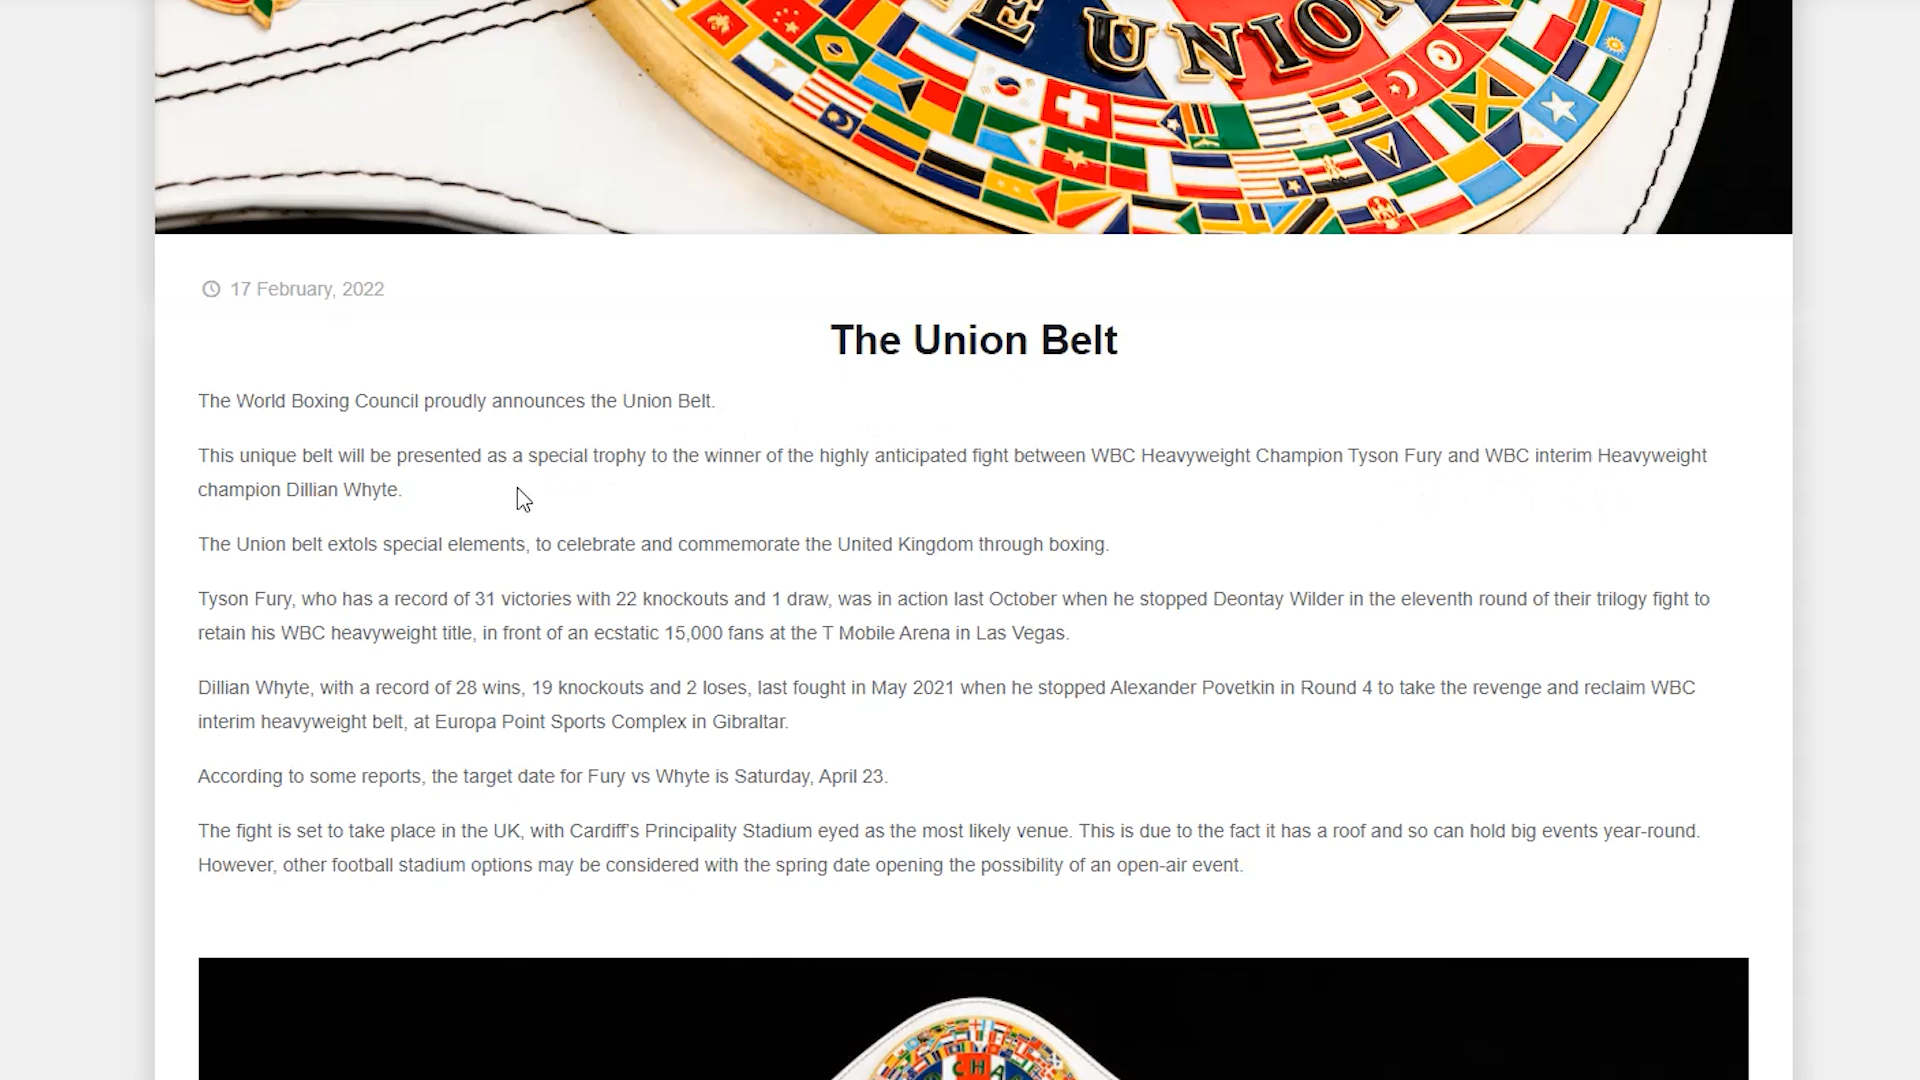 E UNION
17 February, 2022
The Union Belt
The World Boxing Council proudly announces the Union Belt.
This unique belt will be presented as a special trophy to the winner of the highly anticipated fight between WBC Heavyweight Champion Tyson Fury and WBC interim Heavyweight
champion Dillian Whyte.
The Union belt extols special elements, to celebrate and commemorate the United Kingdom through boxing.
Tyson Fury, who has a record of 31 victories with 22 knockouts and 1 draw, was in action last October when he stopped Deontay Wilder in the eleventh round of their trilogy fight to
retain his WBC heavyweight title, in front of an ecstatic 15,000 fans at the T Mobile Arena in Las Vegas.
Dillian Whyte, with a record of 28 wins, 19 knockouts and 2 loses, last fought in May 2021 when he stopped Alexander Povetkin in Round 4 to take the revenge and reclaim WBC
interim heavyweight belt, at Europa Point Sports Complex in Gibraltar.
According to some reports, the target date for Fury vs Whyte is Saturday, April 23.
The fight is set to take place in the UK, with Cardiff's Principality Stadium eyed as the most likely venue. This is due to the fact it has a roof and so can hold big events year-round.
However, other football stadium options may be considered with the spring date opening the possibility of an open-air event.
CHA